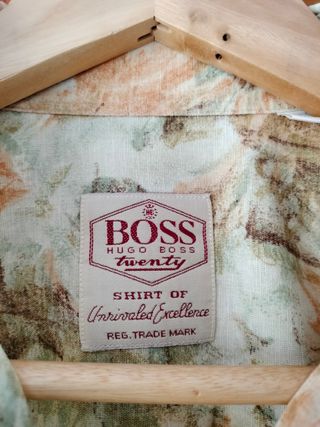 BOSS
HUGO BOSS
twenty
SHIRT OF
Unrivaled Excellence
REG. TRADE MARK